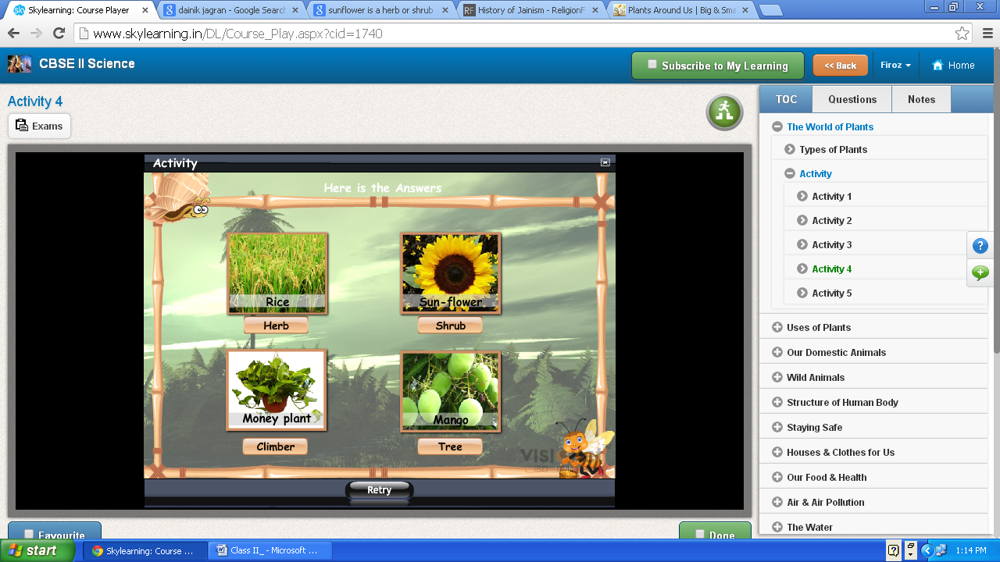 Skylearning: Course Player
dainik jagran - Google Search
sunflower is a herb or shrub
History of Jainism - ReligionF
Plants Around Us | Big & Sma
www.skylearning.in/DL/Course_Play.aspx?cid=1740
sky
CBSE II Science
Subscribe to My Learning
<< Back
Firoz
Home
Activity 4
Exams
TOC
Questions
Notes
Activity
Here is the Answers
Rice
Herb
Sun-flower
Shrub
Money plant
Climber
Mango
Tree
Retry
Favourite
Done
The World of Plants
Types of Plants
Activity
Activity 1
Activity 2
Activity 3
Activity 4
Activity 5
Uses of Plants
Our Domestic Animals
Wild Animals
Structure of Human Body
Staying Safe
Houses & Clothes for Us
Our Food & Health
Air & Air Pollution
The Water
start
Skylearning: Course ...
Class II_ - Microsoft ...
1:14 PM